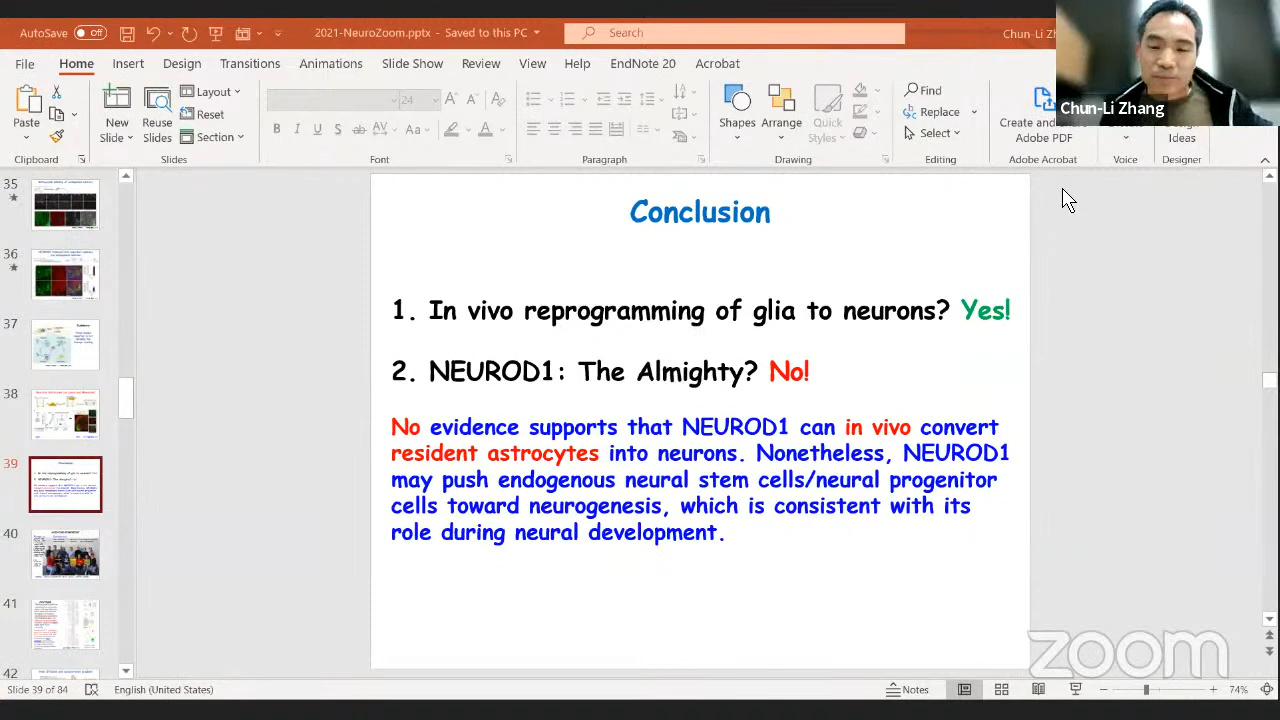 AutoSave Off 2021-NeuroZoom.pptx - Saved to this PC Search Chun-Li Zh
File Home Insert Design Transitions Animations Slide Show Review View Help EndNote 20 Acrobat
Chun-Li Zhang
Paste
Clipboard
New Slide
Reuse Slides
Layout
Reset
Section
Slides
24
Font
Paragraph
Shapes
Arrange
Quick Styles
Drawing
Find
Replace
Select
Editing
Create and
Adobe PDF
Adobe Acrobat
Voice
Ideas
Designer
35
36
37
38
39
40
41
42
Conclusion
1. In vivo reprogramming of glia to neurons? Yes!
2. NEUROD1: The Almighty? No!
No evidence supports that NEUROD1 can in vivo convert
resident astrocytes into neurons. Nonetheless, NEUROD1
may push endogenous neural stem cells/neural progenitor
cells toward neurogenesis, which is consistent with its
role during neural development.
zoom
Slide 39 of 84 English (United States) Notes 74%